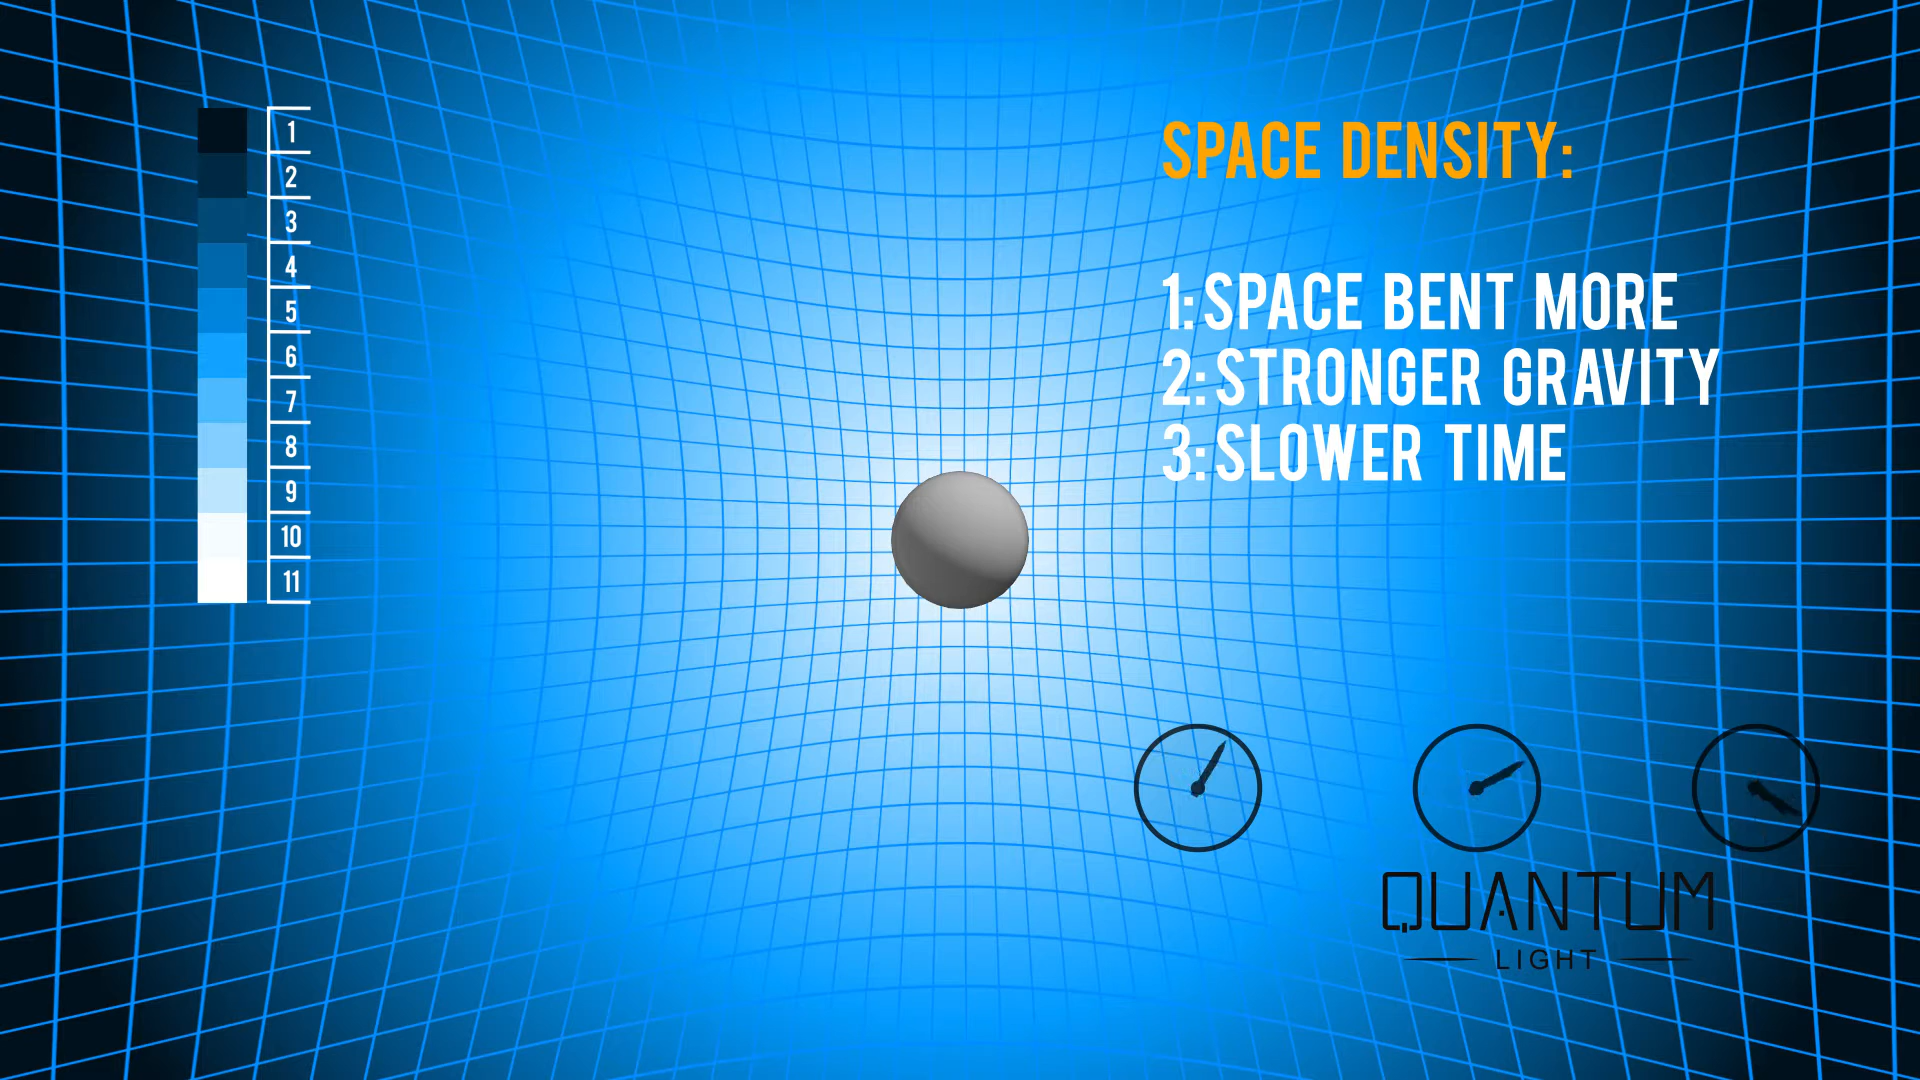 1
2
3
4
5
6
7
8
9
10
11
SPACE DENSITY:
1: SPACE BENT MORE
2: STRONGER GRAVITY
3: SLOWER TIME
QUANTUM
LIGHT